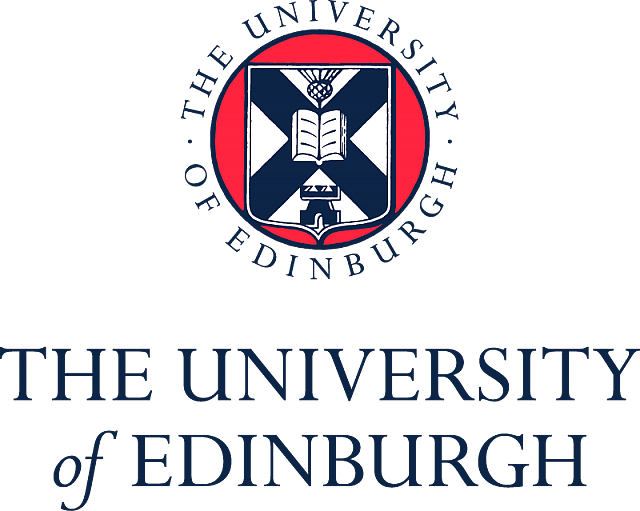 · THE UNIVERSITY ·
OF EDINBURGH
THE UNIVERSITY
of EDINBURGH